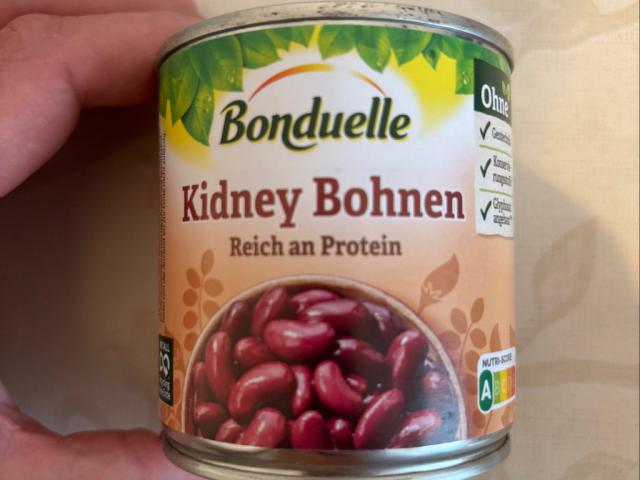 Bonduelle
Kidney Bohnen
Reich an Protein
Ohne
NUTRI-SCORE
A B